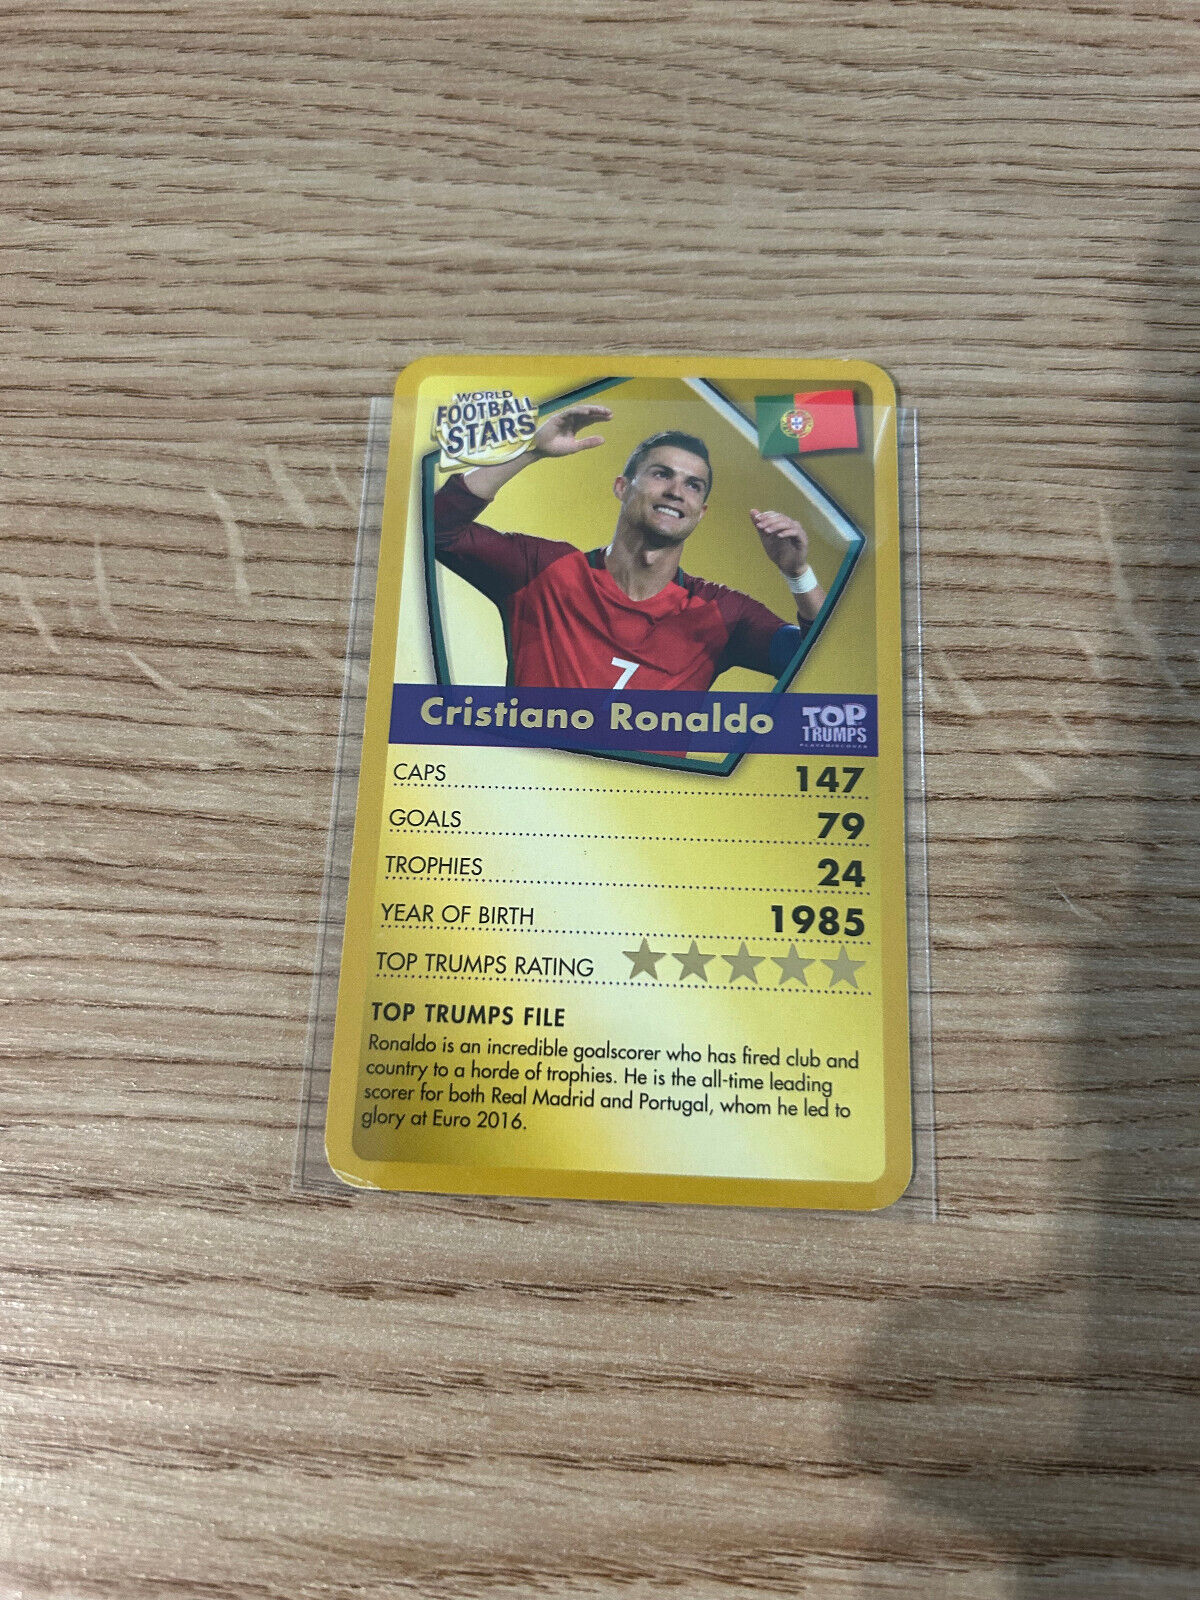 WORLD
FOOTBALL
STARS
7
Cristiano Ronaldo
TOP
TRUMPS
CAPS 147
GOALS 79
TROPHIES 24
YEAR OF BIRTH 1985
TOP TRUMPS RATING
TOP TRUMPS FILE
Ronaldo is an incredible goalscorer who has fired club and
country to a horde of trophies. He is the all-time leading
scorer for both Real Madrid and Portugal, whom he led to
glory at Euro 2016.